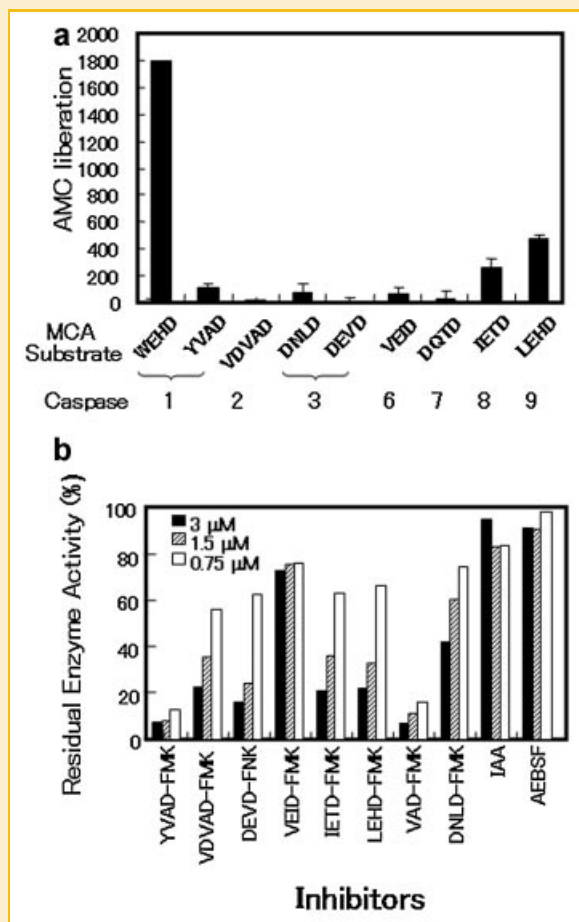 a
2000
1800
1600
1400
1200
1000
800
600
400
200
0
AMC liberation
MCA Substrate
WEHD YVAD VDVAD DNLD DEVD VEID DQTD IETD LEHD
Caspase 1 2 3 6 7 8 9
b
100
80
60
40
20
0
Residual Enzyme Activity (%)
3 μM
1.5 μM
0.75 μM
YVAD-FMK
VDVAD-FMK
DEVD-FNK
VEID-FMK
IETD-FMK
LEHD-FMK
VAD-FMK
DNLD-FMK
IAA
AEBSF
Inhibitors